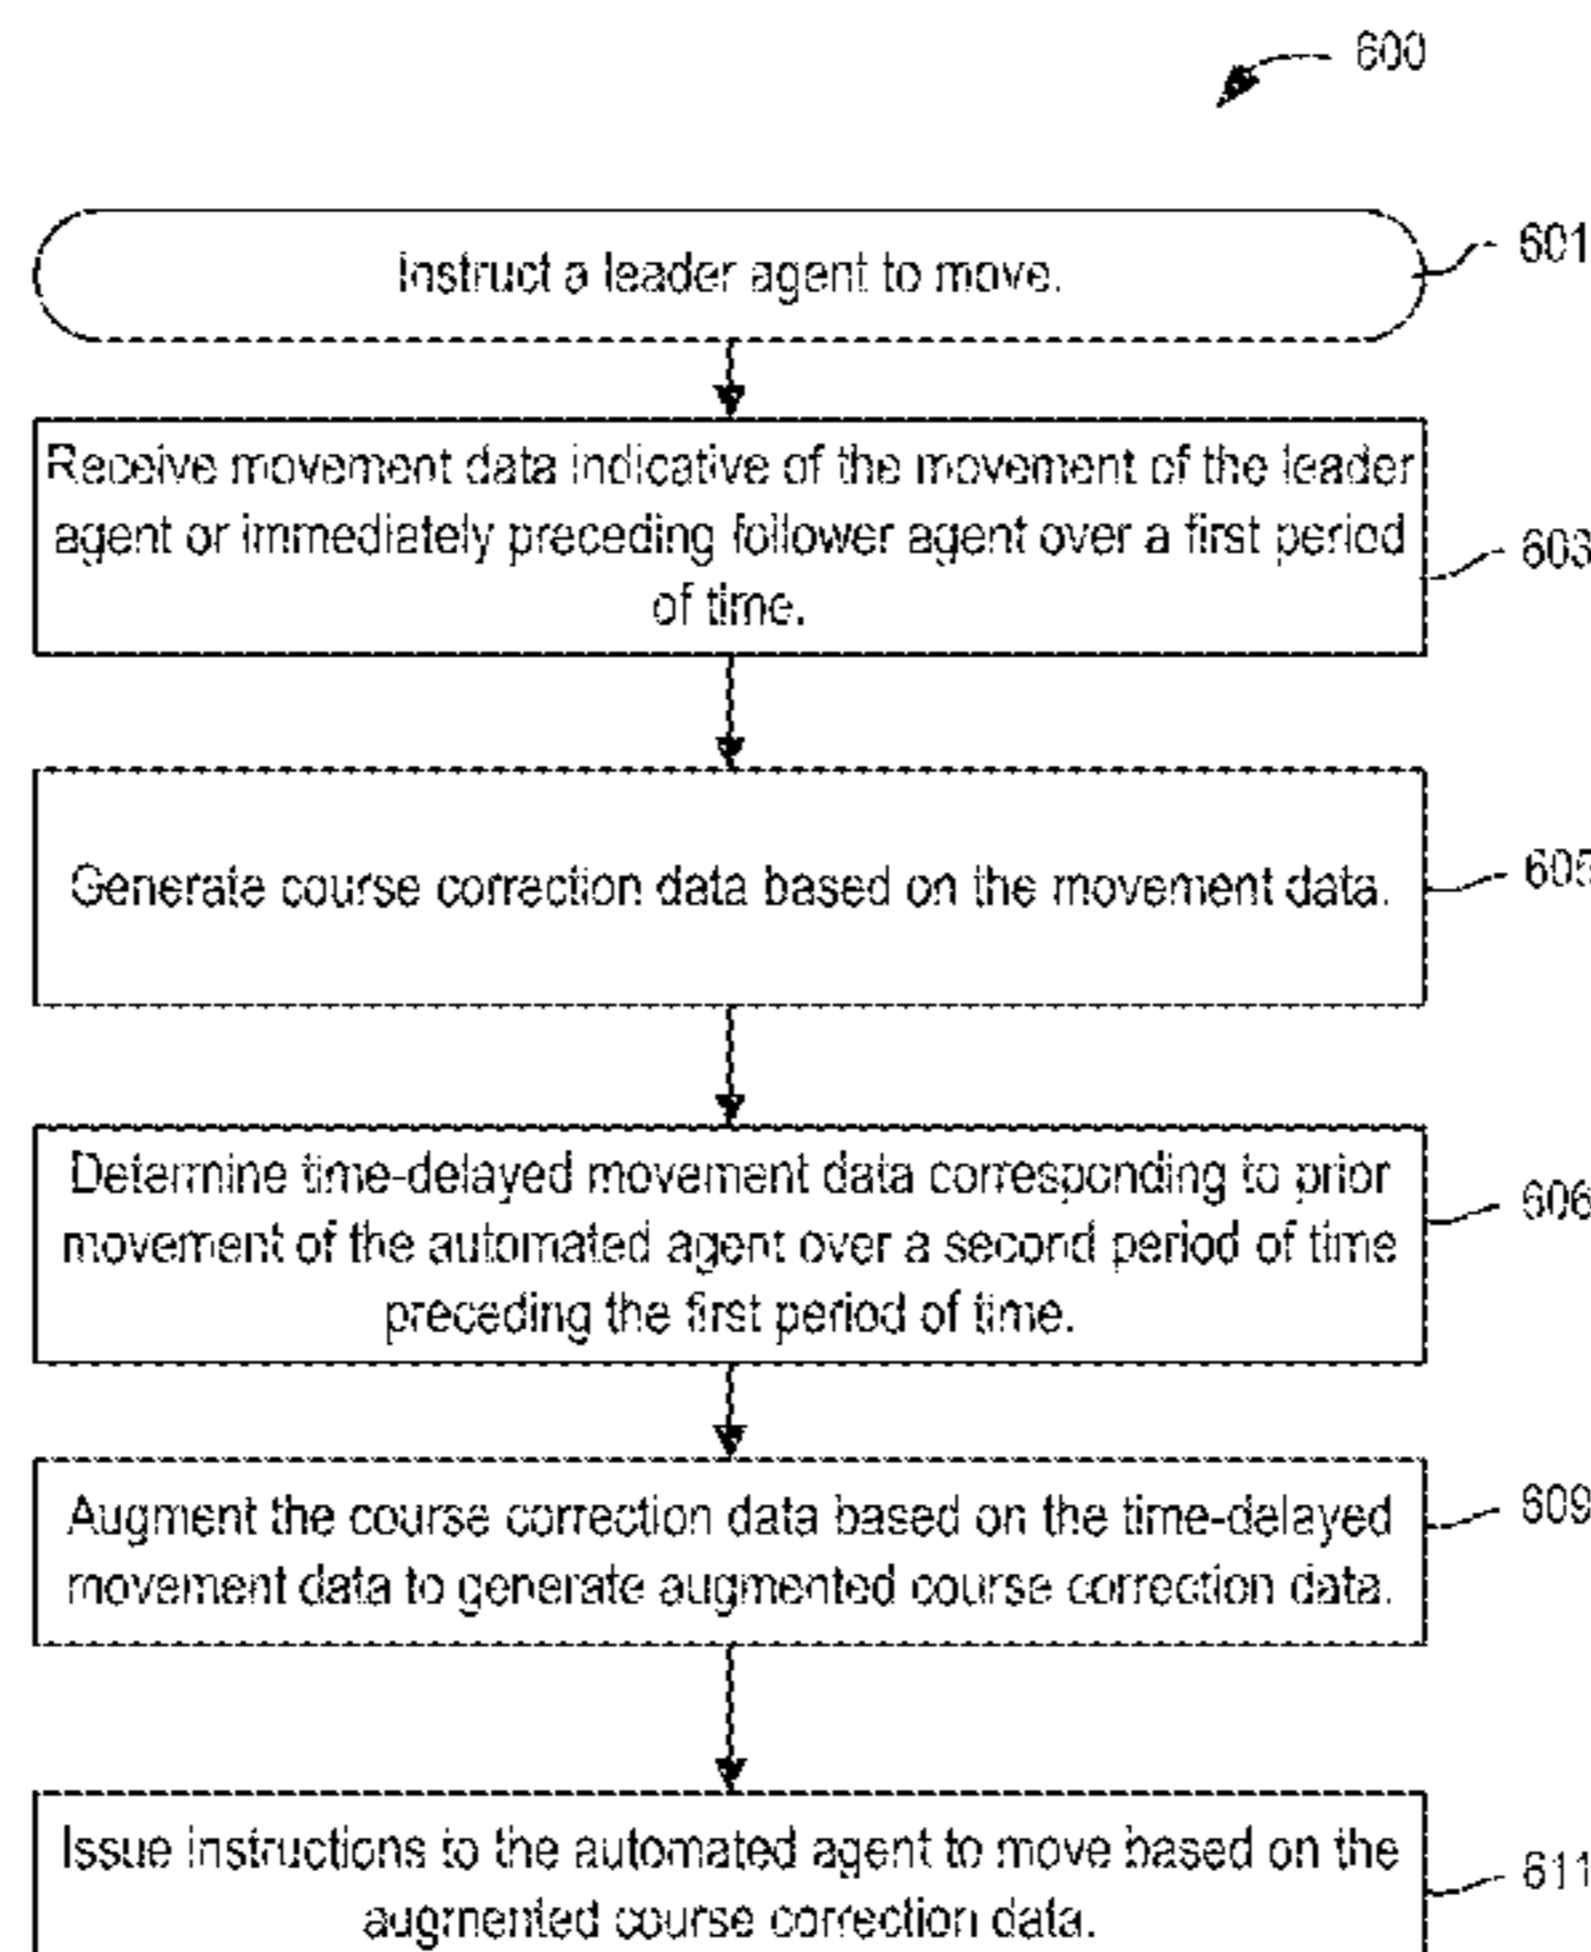 600
Instruct a leader agent to move.
601
Receive movement data indicative of the movement of the leader
agent or immediately preceding follower agent over a first period
of time.
603
Generate course correction data based on the movement data.
605
Determine time-delayed movement data corresponding to prior
movement of the automated agent over a second period of time
preceding the first period of time.
606
Augment the course correction data based on the time-delayed
movement data to generate augmented course correction data.
609
Issue instructions to the automated agent to move based on the
augmented course correction data.
611